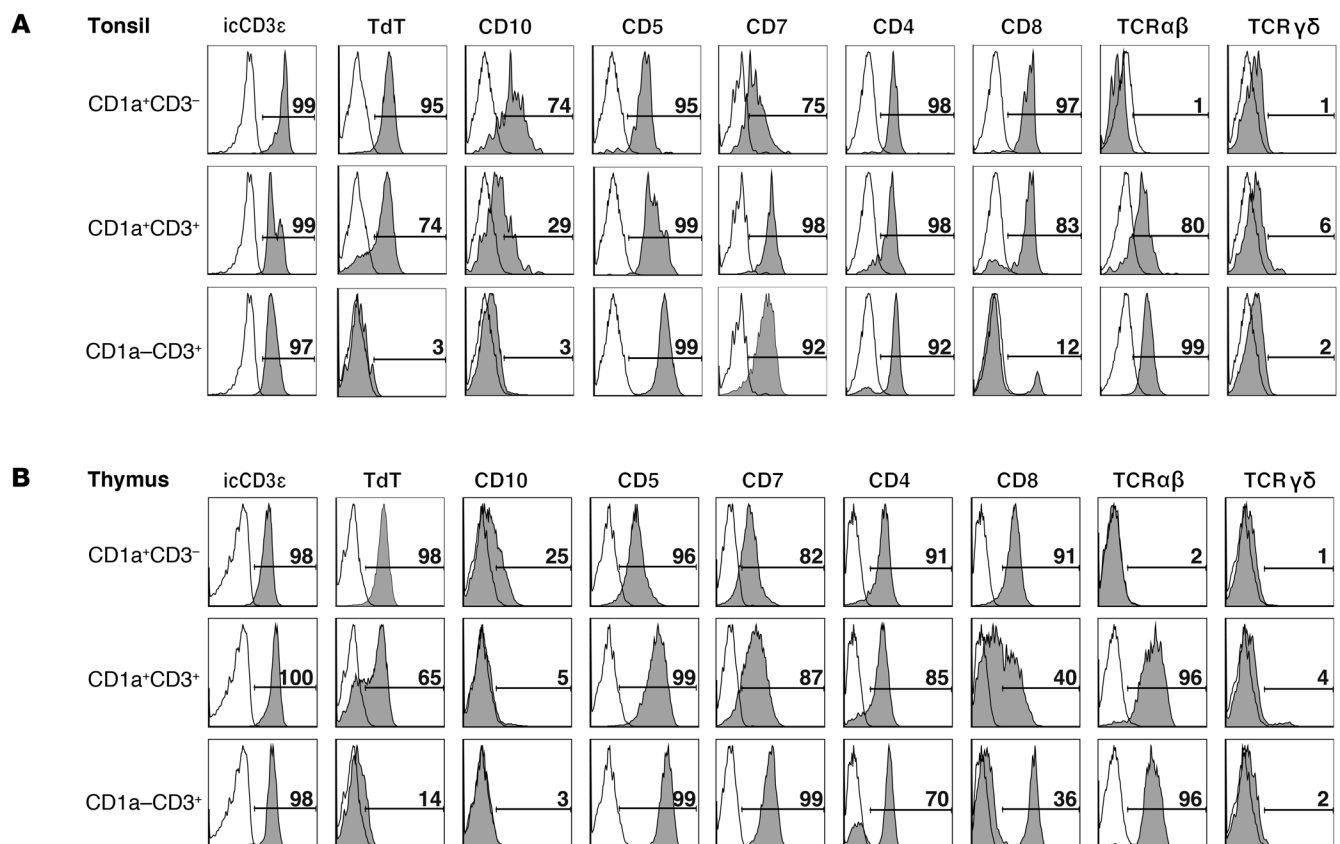 A Tonsil icCD3ε TdT CD10 CD5 CD7 CD4 CD8 TCRαβ TCR γδ
CD1a⁺CD3⁻ 99 95 74 95 75 98 97 1 1
CD1a⁺CD3⁺ 99 74 29 99 98 98 83 80 6
CD1a–CD3⁺ 97 3 3 99 92 92 12 99 2
B Thymus icCD3ε TdT CD10 CD5 CD7 CD4 CD8 TCRαβ TCR γδ
CD1a⁺CD3⁻ 98 98 25 96 82 91 91 2 1
CD1a⁺CD3⁺ 100 65 5 99 87 85 40 96 4
CD1a–CD3⁺ 98 14 3 99 99 70 36 96 2